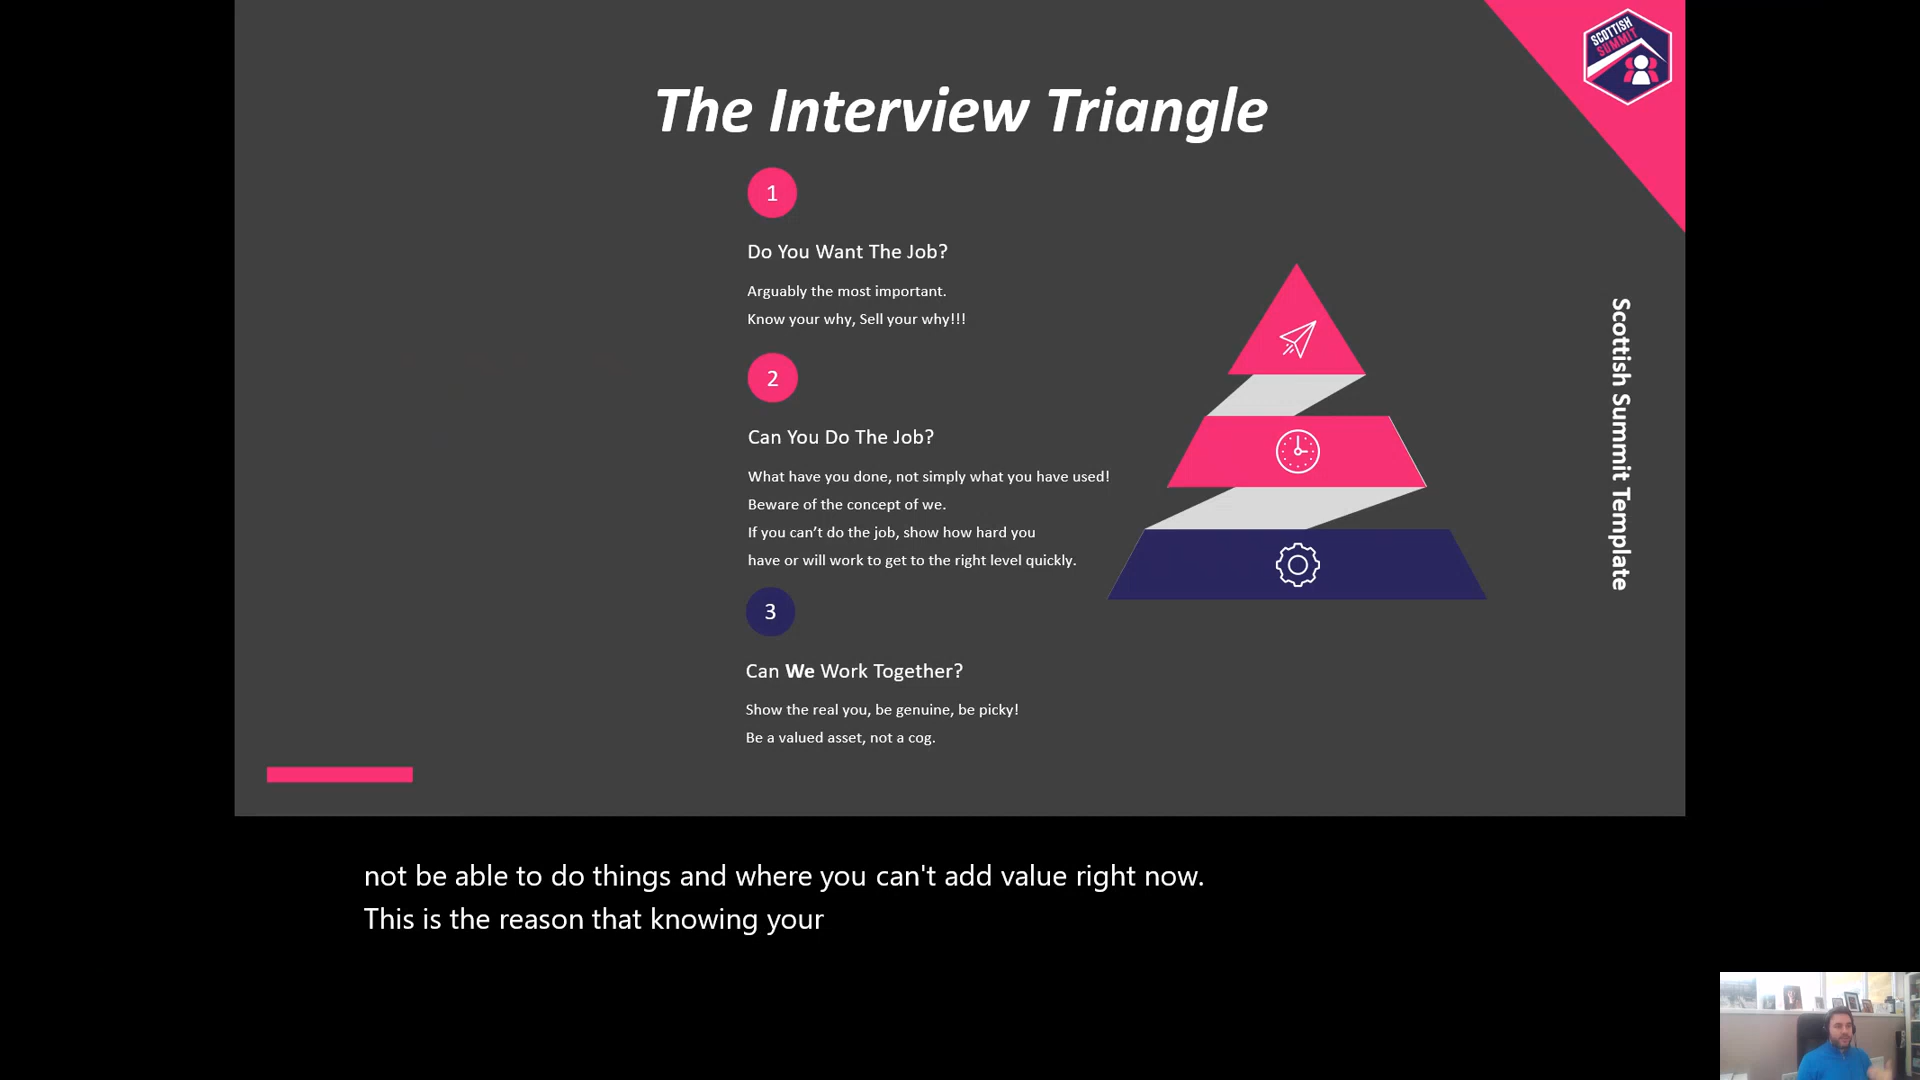 SCOTTISH
SUMMIT
The Interview Triangle
1
Do You Want The Job?
Arguably the most important.
Know your why, Sell your why!!!
2
Can You Do The Job?
What have you done, not simply what you have used!
Beware of the concept of we.
If you can’t do the job, show how hard you
have or will work to get to the right level quickly.
3
Can We Work Together?
Show the real you, be genuine, be picky!
Be a valued asset, not a cog.
Scottish Summit Template
not be able to do things and where you can't add value right now.
This is the reason that knowing your